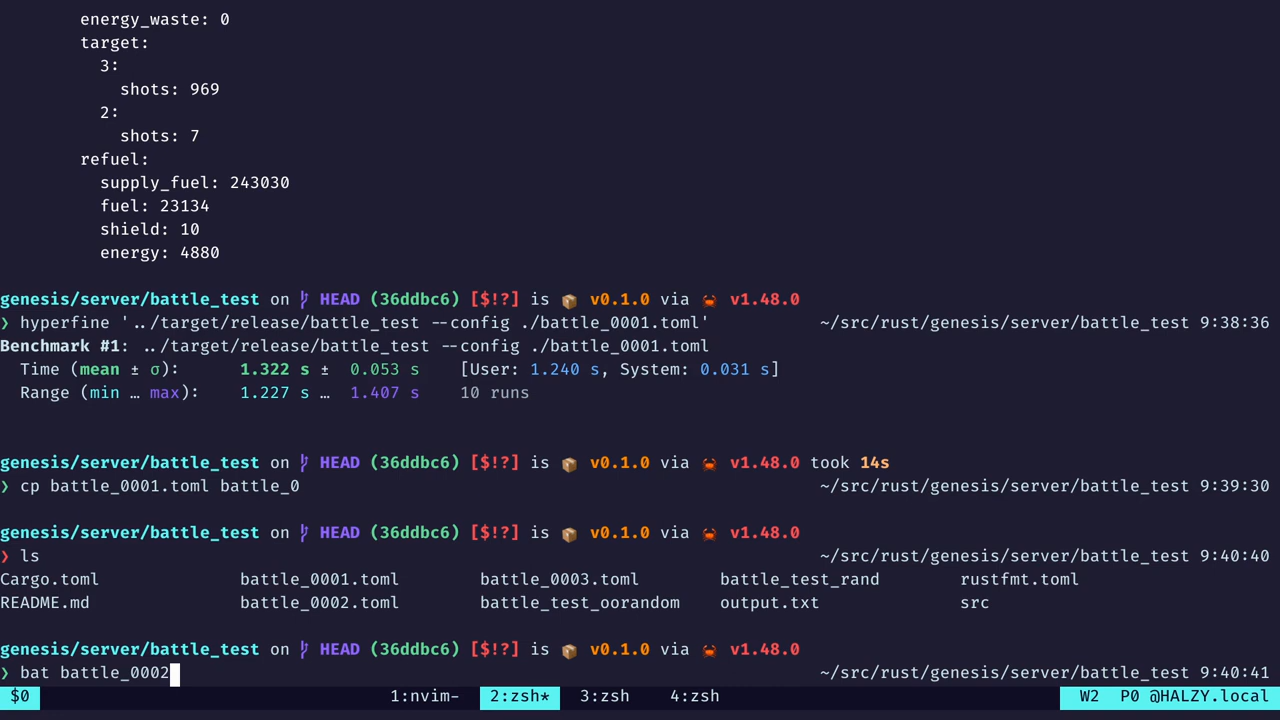 energy_waste: 0
target:
3:
shots: 969
2:
shots: 7
refuel:
supply_fuel: 243030
fuel: 23134
shield: 10
energy: 4880
genesis/server/battle_test on HEAD (36ddbc6) [$!?] is 📦 v0.1.0 via 🦀 v1.48.0
❯ hyperfine '../target/release/battle_test --config ./battle_0001.toml' ~/src/rust/genesis/server/battle_test 9:38:36
Benchmark #1: ../target/release/battle_test --config ./battle_0001.toml
Time (mean ± σ): 1.322 s ± 0.053 s [User: 1.240 s, System: 0.031 s]
Range (min … max): 1.227 s … 1.407 s 10 runs
genesis/server/battle_test on HEAD (36ddbc6) [$!?] is 📦 v0.1.0 via 🦀 v1.48.0 took 14s
❯ cp battle_0001.toml battle_0 ~/src/rust/genesis/server/battle_test 9:39:30
genesis/server/battle_test on HEAD (36ddbc6) [$!?] is 📦 v0.1.0 via 🦀 v1.48.0
❯ ls ~/src/rust/genesis/server/battle_test 9:40:40
Cargo.toml battle_0001.toml battle_0003.toml battle_test_rand rustfmt.toml
README.md battle_0002.toml battle_test_oorandom output.txt src
genesis/server/battle_test on HEAD (36ddbc6) [$!?] is 📦 v0.1.0 via 🦀 v1.48.0
❯ bat battle_0002 ~/src/rust/genesis/server/battle_test 9:40:41
$0 1:nvim- 2:zsh* 3:zsh 4:zsh W2 P0 @HALZY.local